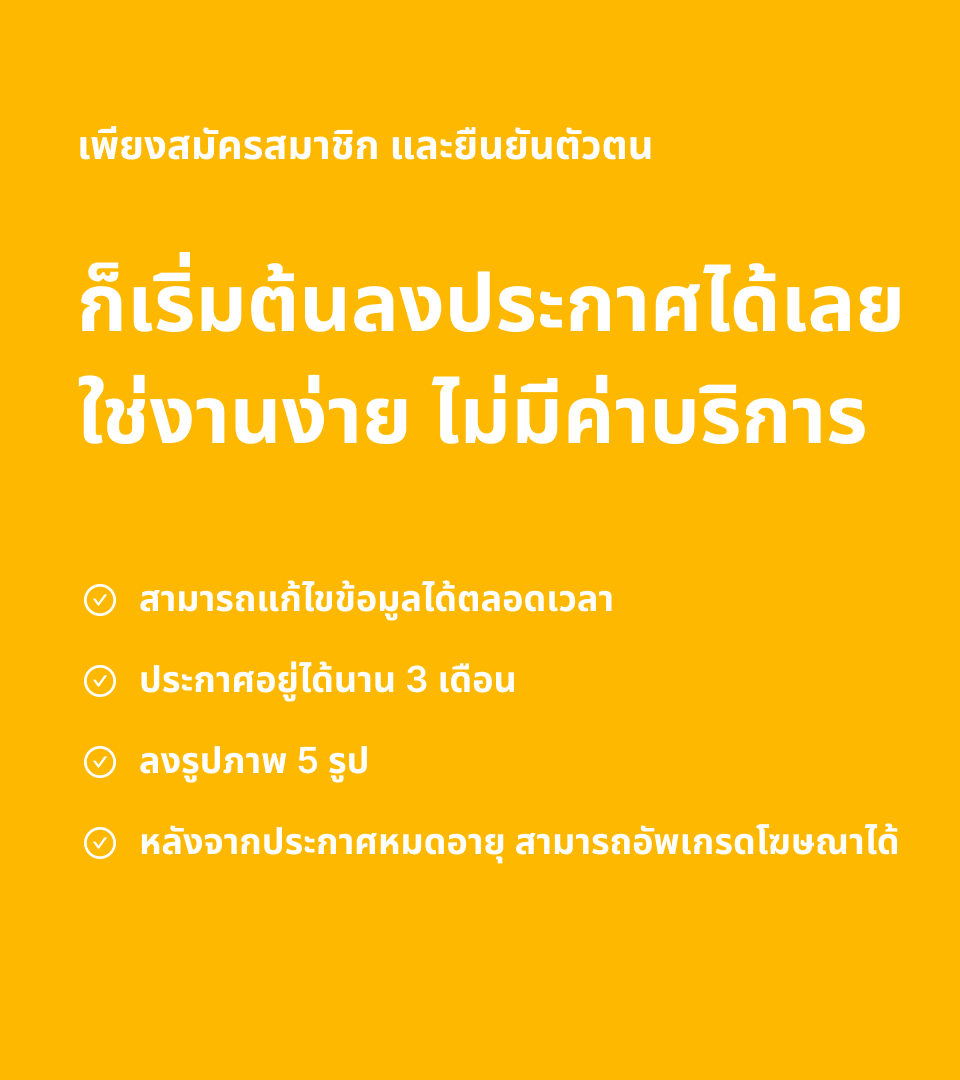 เพียงสมัครสมาชิก และยืนยันตัวตน
ก็เริ่มต้นลงประกาศได้เลย
ใช่งานง่าย ไม่มีค่าบริการ
สามารถแก้ไขข้อมูลได้ตลอดเวลา
ประกาศอยู่ได้นาน 3 เดือน
ลงรูปภาพ 5 รูป
หลังจากประกาศหมดอายุ สามารถอัพเกรดโฆษณาได้